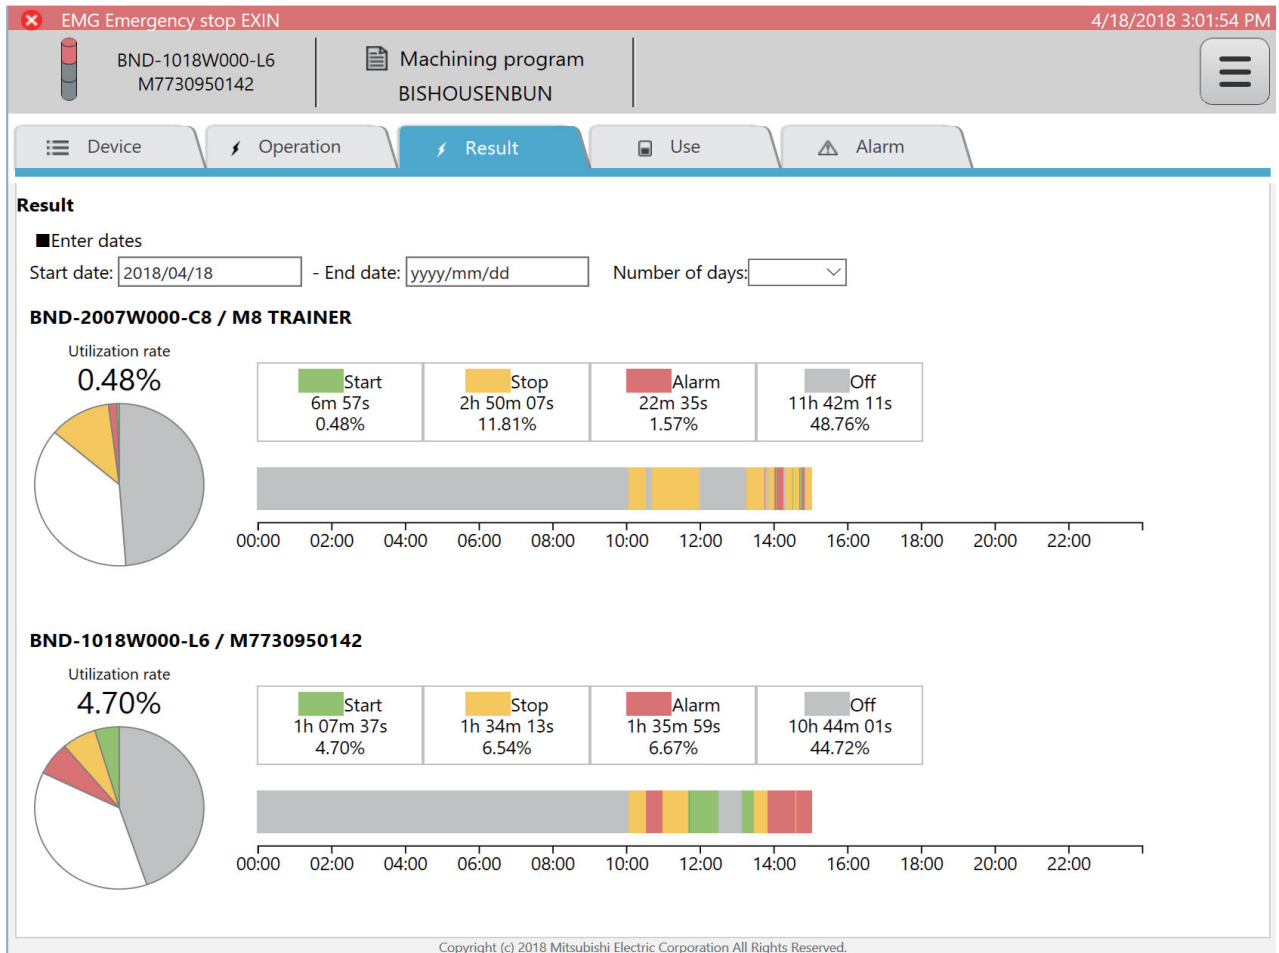 EMG Emergency stop EXIN 4/18/2018 3:01:54 PM
BND-1018W000-L6
M7730950142
Machining program
BISHOUSENBUN
Device Operation Result Use Alarm
Result
■Enter dates
Start date: 2018/04/18 - End date: yyyy/mm/dd Number of days:
BND-2007W000-C8 / M8 TRAINER
Utilization rate
0.48%
Start Stop Alarm Off
6m 57s 2h 50m 07s 22m 35s 11h 42m 11s
0.48% 11.81% 1.57% 48.76%
00:00 02:00 04:00 06:00 08:00 10:00 12:00 14:00 16:00 18:00 20:00 22:00
BND-1018W000-L6 / M7730950142
Utilization rate
4.70%
Start Stop Alarm Off
1h 07m 37s 1h 34m 13s 1h 35m 59s 10h 44m 01s
4.70% 6.54% 6.67% 44.72%
00:00 02:00 04:00 06:00 08:00 10:00 12:00 14:00 16:00 18:00 20:00 22:00
Copyright (c) 2018 Mitsubishi Electric Corporation All Rights Reserved.